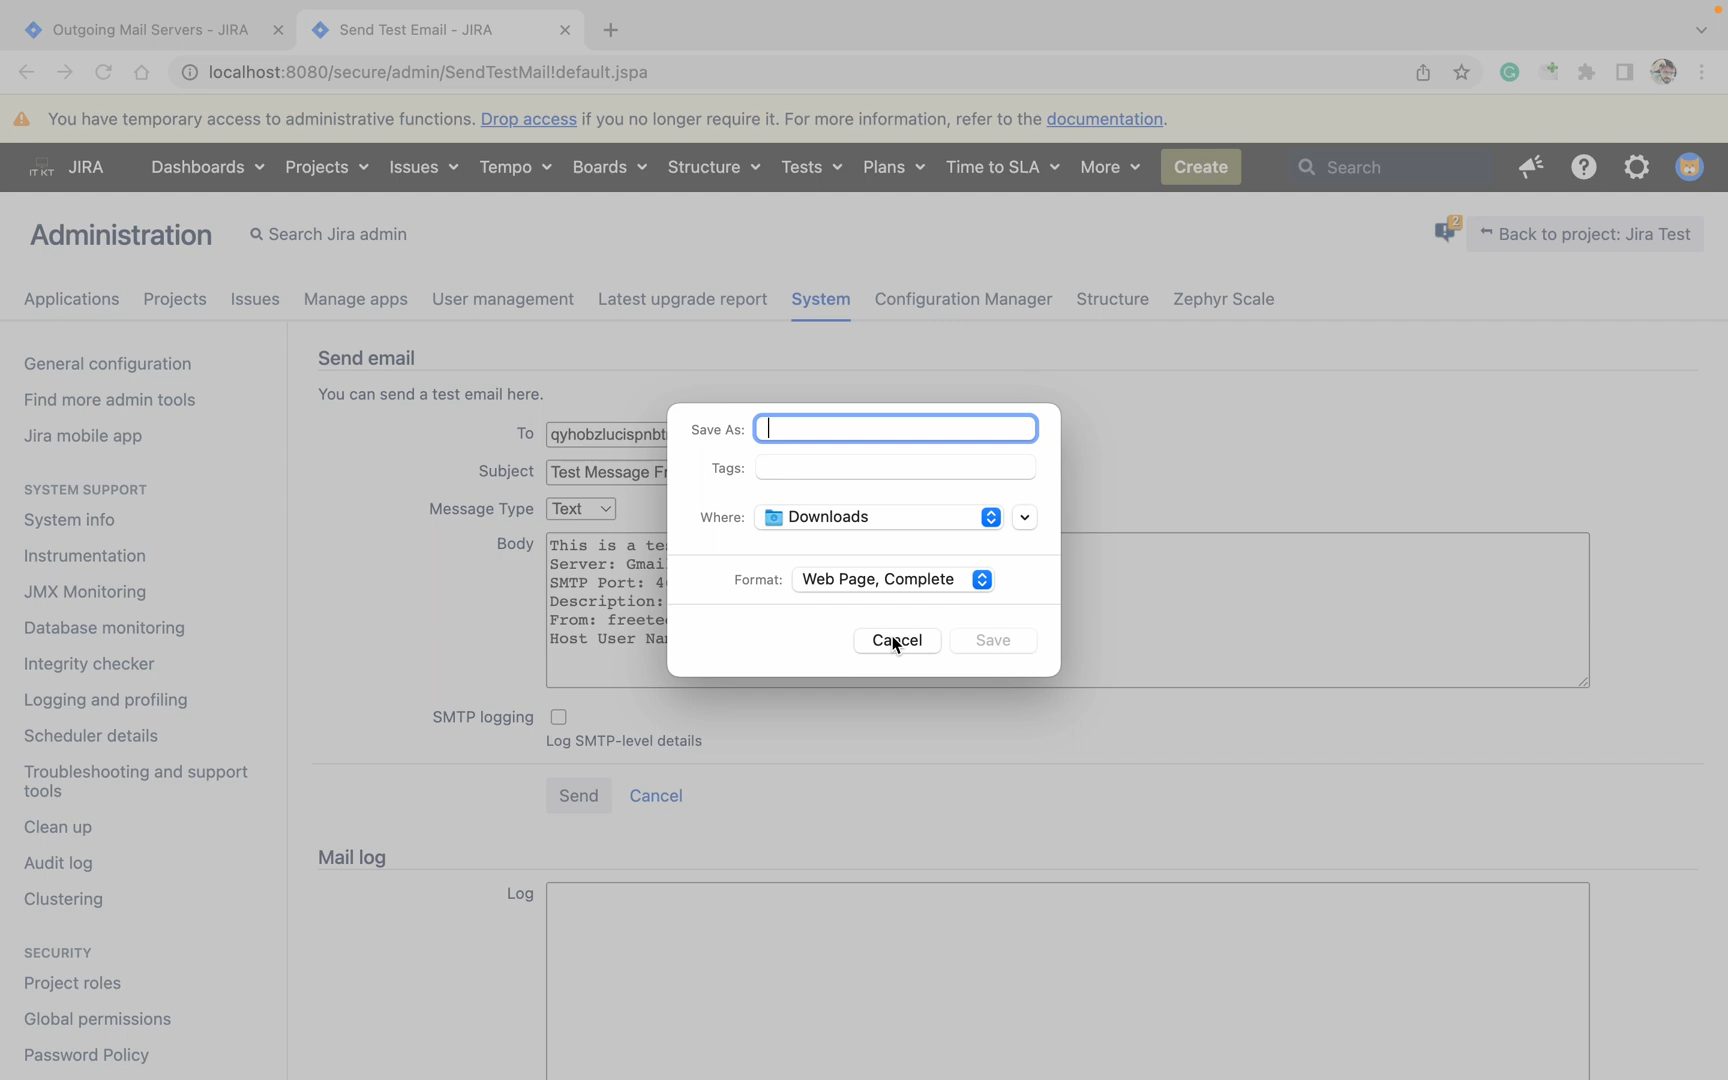 Outgoing Mail Servers - JIRA
Send Test Email - JIRA
localhost:8080/secure/admin/SendTestMail!default.jspa
You have temporary access to administrative functions. Drop access if you no longer require it. For more information, refer to the documentation.
IT KT JIRA Dashboards Projects Issues Tempo Boards Structure Tests Plans Time to SLA More Create Search
Administration Search Jira admin 2 Back to project: Jira Test
Applications Projects Issues Manage apps User management Latest upgrade report System Configuration Manager Structure Zephyr Scale
General configuration
Find more admin tools
Jira mobile app
SYSTEM SUPPORT
System info
Instrumentation
JMX Monitoring
Database monitoring
Integrity checker
Logging and profiling
Scheduler details
Troubleshooting and support
tools
Clean up
Audit log
Clustering
SECURITY
Project roles
Global permissions
Password Policy
Send email
You can send a test email here.
To
Subject Test Message
Message Type Text
Body This is a
Server:
SMTP Port:
Description:
From:
Host User
SMTP logging
Log SMTP-level details
Send Cancel
Mail log
Log
Save As:
Tags:
Where: Downloads
Format: Web Page, Complete
Cancel Save